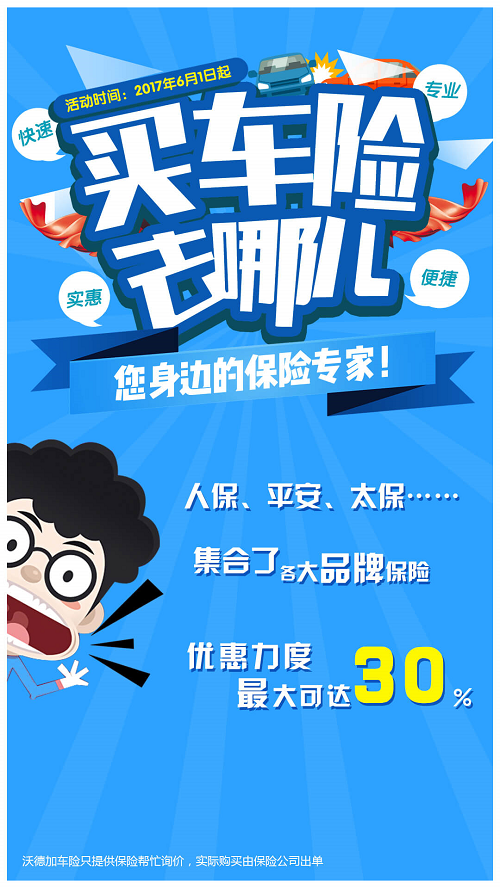 活动时间：2017年6月1日起
快速
专业
买车险
去哪儿
实惠
便捷
您身边的保险专家！
人保、平安、太保……
集合了各大品牌保险
优惠力度
最大可达30%
沃德加车险只提供保险帮忙询价，实际购买由保险公司出单